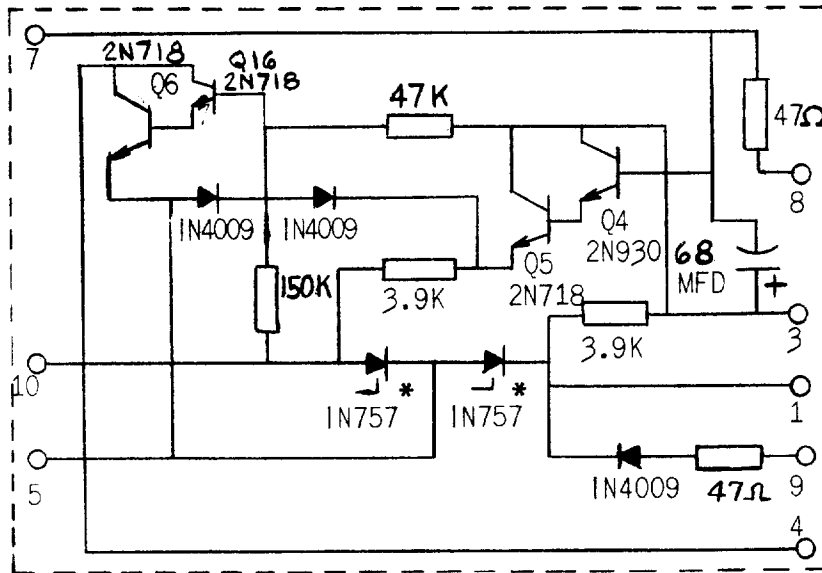 7
2N718
Q6
Q16
2N718
47K
47Ω
8
IN4009
IN4009
Q4
2N930
Q5
2N718
68
MFD
+
150K
3.9K
3.9K
3
10
*
*
IN757
IN757
1
5
IN4009
47Ω
9
4